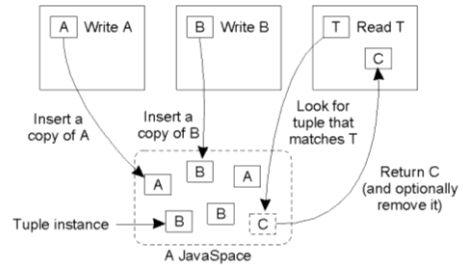 A Write A
B Write B
T Read T
C
Insert a
copy of A
Insert a
copy of B
Look for
tuple that
matches T
Return C
(and optionally
remove it)
A
B
A
Tuple instance
B
B
C
A JavaSpace